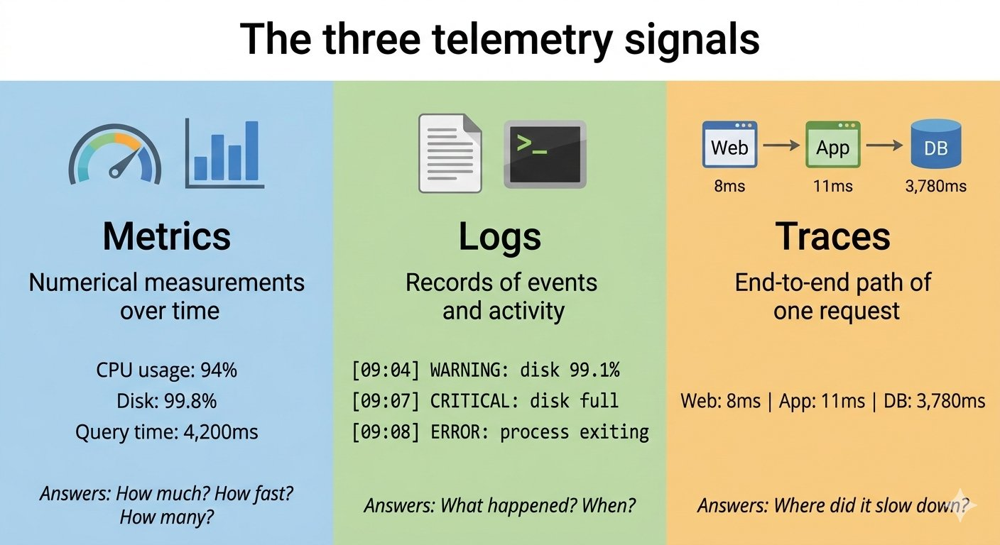 The three telemetry signals
Metrics
Numerical measurements
over time
CPU usage: 94%
Disk: 99.8%
Query time: 4,200ms
Answers: How much? How fast?
How many?
>_
Logs
Records of events
and activity
[09:04] WARNING: disk 99.1%
[09:07] CRITICAL: disk full
[09:08] ERROR: process exiting
Answers: What happened? When?
Web App DB
8ms 11ms 3,780ms
Traces
End-to-end path of
one request
Web: 8ms | App: 11ms | DB: 3,780ms
Answers: Where did it slow down?